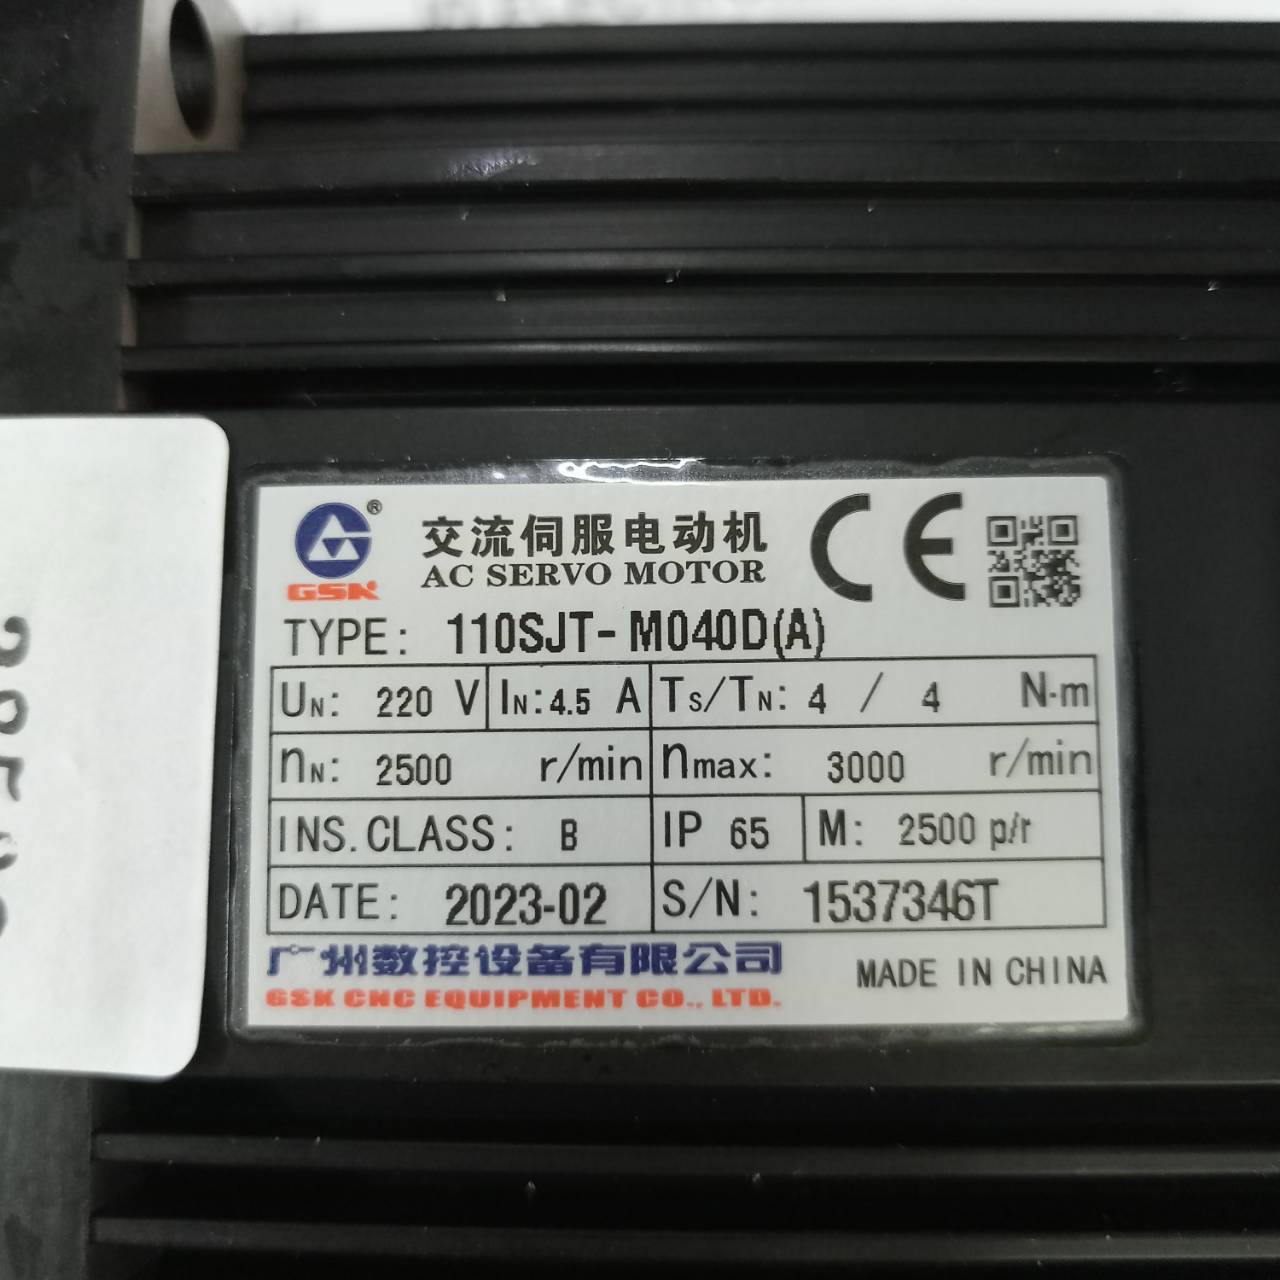 ®
GSK
交流伺服电动机
AC SERVO MOTOR
CE
TYPE: 110SJT-M040D(A)
UN: 220 V IN: 4.5 A TS/TN: 4 / 4 N·m
nN: 2500 r/min nmax: 3000 r/min
INS.CLASS: B IP 65 M: 2500 p/r
DATE: 2023-02 S/N: 1537346T
广州数控设备有限公司
GSK CNC EQUIPMENT CO., LTD.
MADE IN CHINA